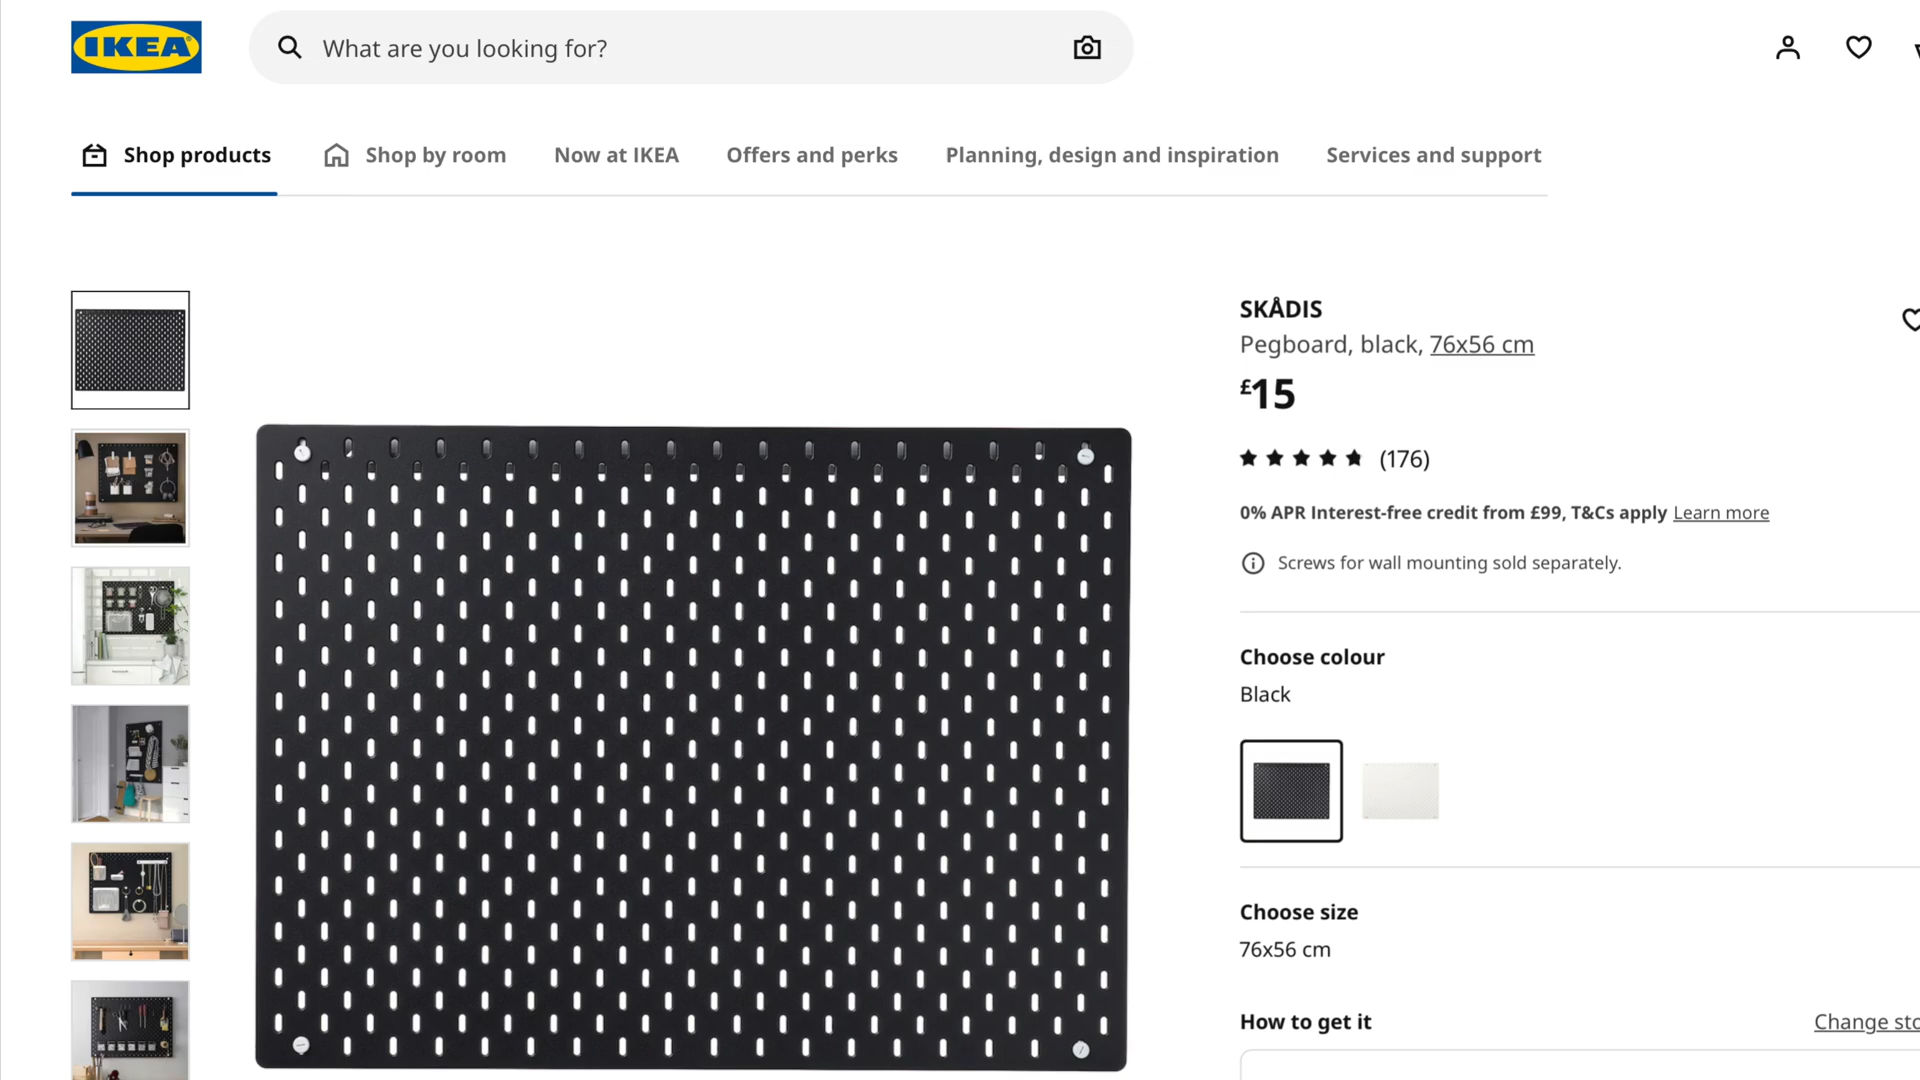 IKEA
What are you looking for?
Shop products
Shop by room
Now at IKEA
Offers and perks
Planning, design and inspiration
Services and support
SKÅDIS
Pegboard, black, 76x56 cm
£15
(176)
0% APR Interest-free credit from £99, T&Cs apply Learn more
Screws for wall mounting sold separately.
Choose colour
Black
Choose size
76x56 cm
How to get it
Change sto